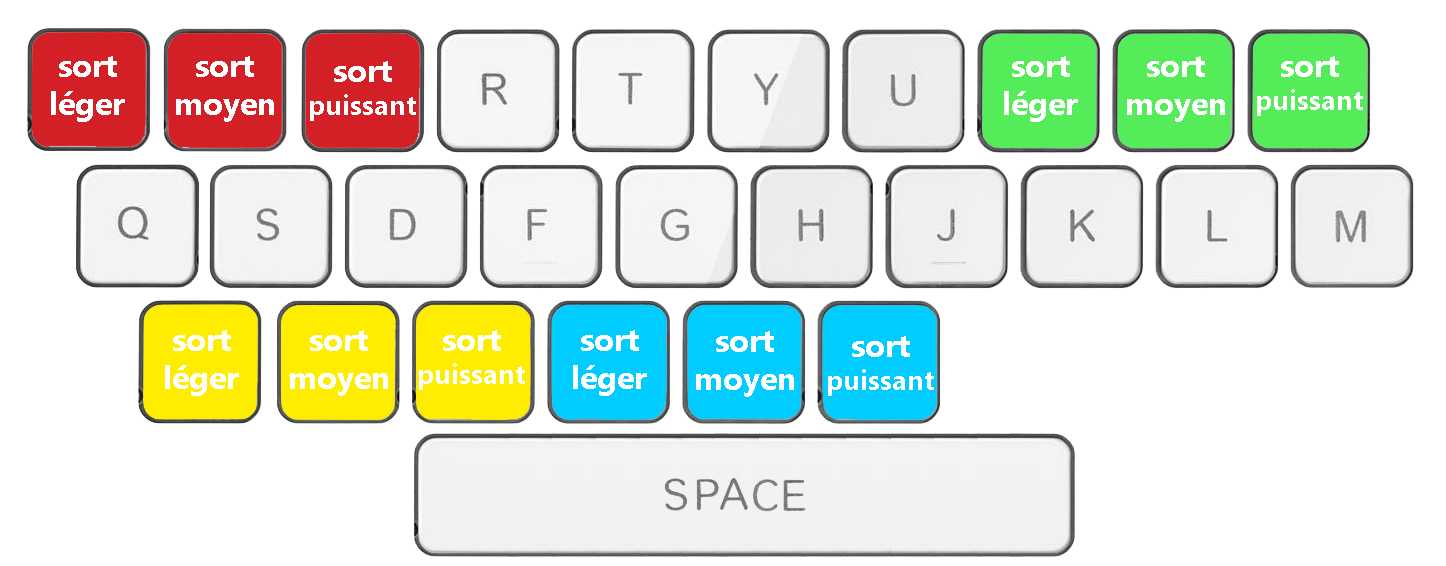 sort
léger
sort
moyen
sort
puissant
R
T
Y
U
sort
léger
sort
moyen
sort
puissant
Q
S
D
F
G
H
J
K
L
M
sort
léger
sort
moyen
sort
puissant
sort
léger
sort
moyen
sort
puissant
SPACE